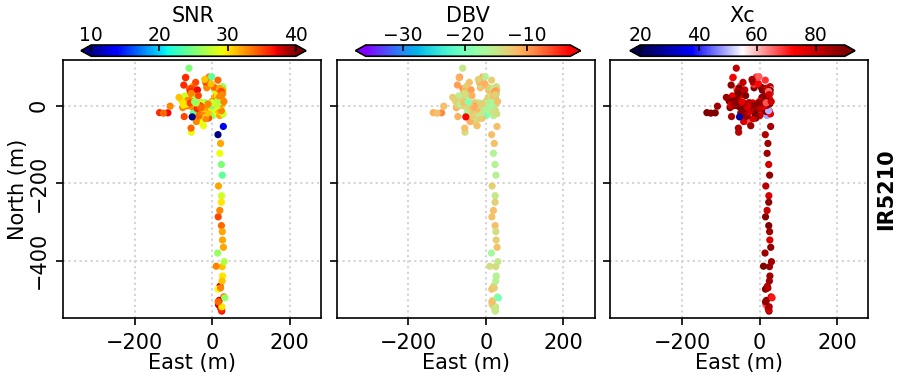 SNR DBV Xc
10 20 30 40 −30 −20 −10 20 40 60 80
0
−200
−400
North (m)
IR5210
−200 0 200 −200 0 200 −200 0 200
East (m) East (m) East (m)